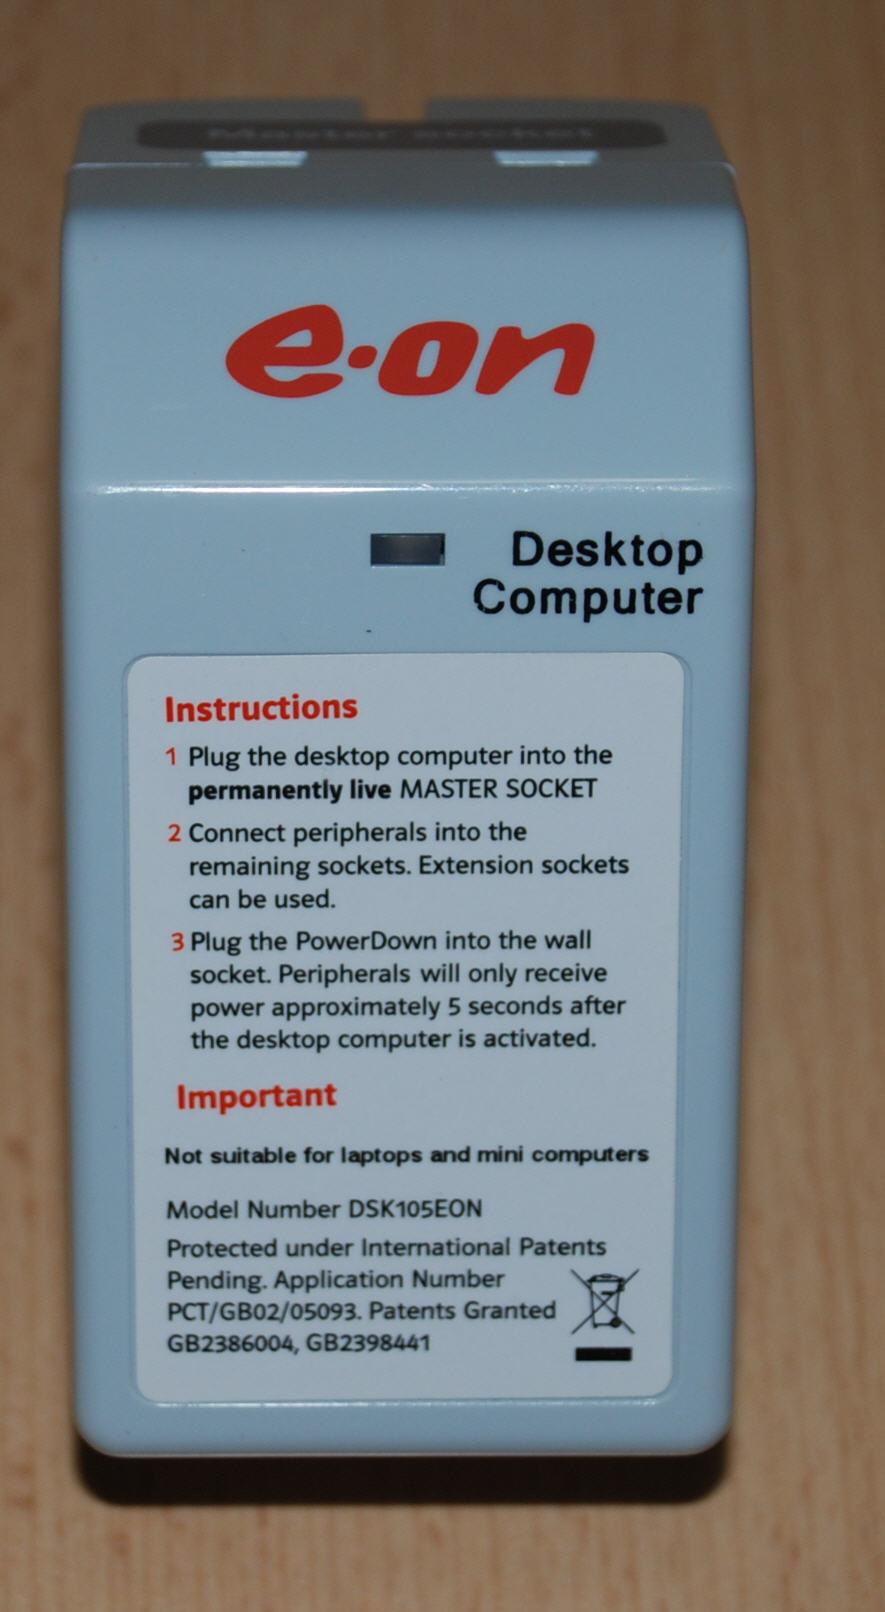 Master socket
e·on
Desktop
Computer
Instructions
1 Plug the desktop computer into the
permanently live MASTER SOCKET
2 Connect peripherals into the
remaining sockets. Extension sockets
can be used.
3 Plug the PowerDown into the wall
socket. Peripherals will only receive
power approximately 5 seconds after
the desktop computer is activated.
Important
Not suitable for laptops and mini computers
Model Number DSK105EON
Protected under International Patents
Pending. Application Number
PCT/GB02/05093. Patents Granted
GB2386004, GB2398441